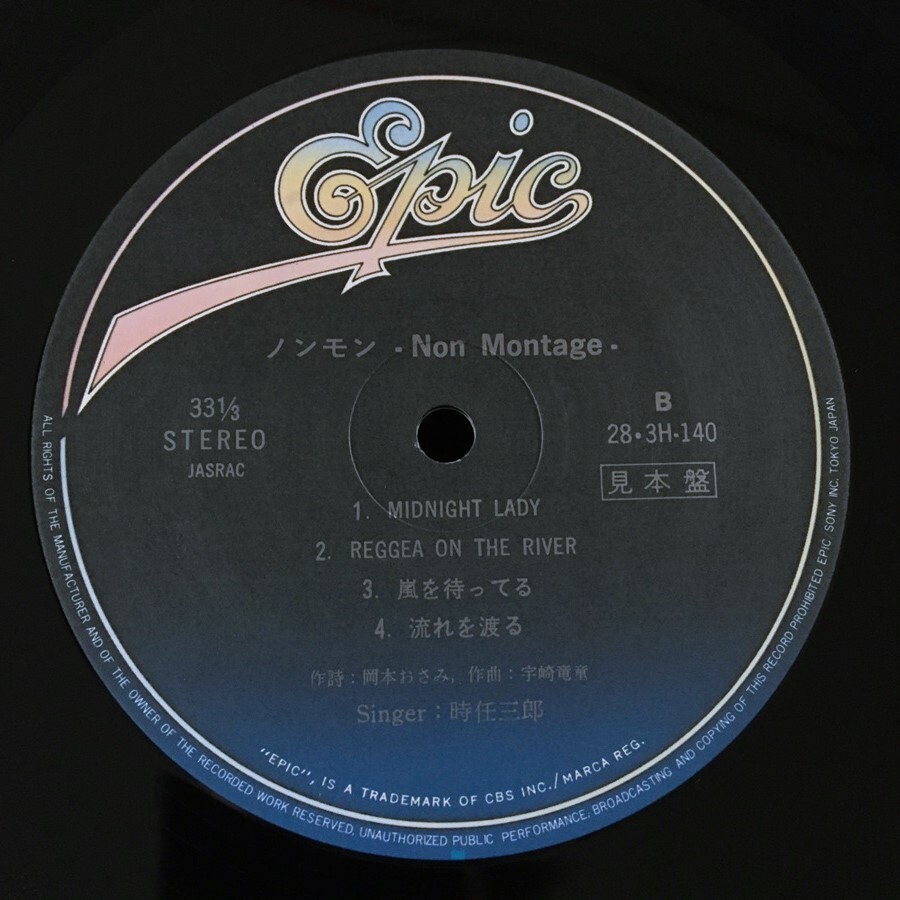 Epic
ノンモン - Non Montage -
33⅓
STEREO
JASRAC
B
28・3H-140
見本盤
1. MIDNIGHT LADY
2. REGGEA ON THE RIVER
3. 嵐を待ってる
4. 流れを渡る
作詩：岡本おさみ, 作曲：宇崎竜童
Singer：時任三郎
"EPIC", IS A TRADEMARK OF CBS INC./MARCA REG.
ALL RIGHTS OF THE MANUFACTURER AND OF THE OWNER OF THE RECORDED WORK RESERVED, UNAUTHORIZED PUBLIC PERFORMANCE, BROADCASTING AND COPYING OF THIS RECORD PROHIBITED EPIC SONY INC. TOKYO JAPAN